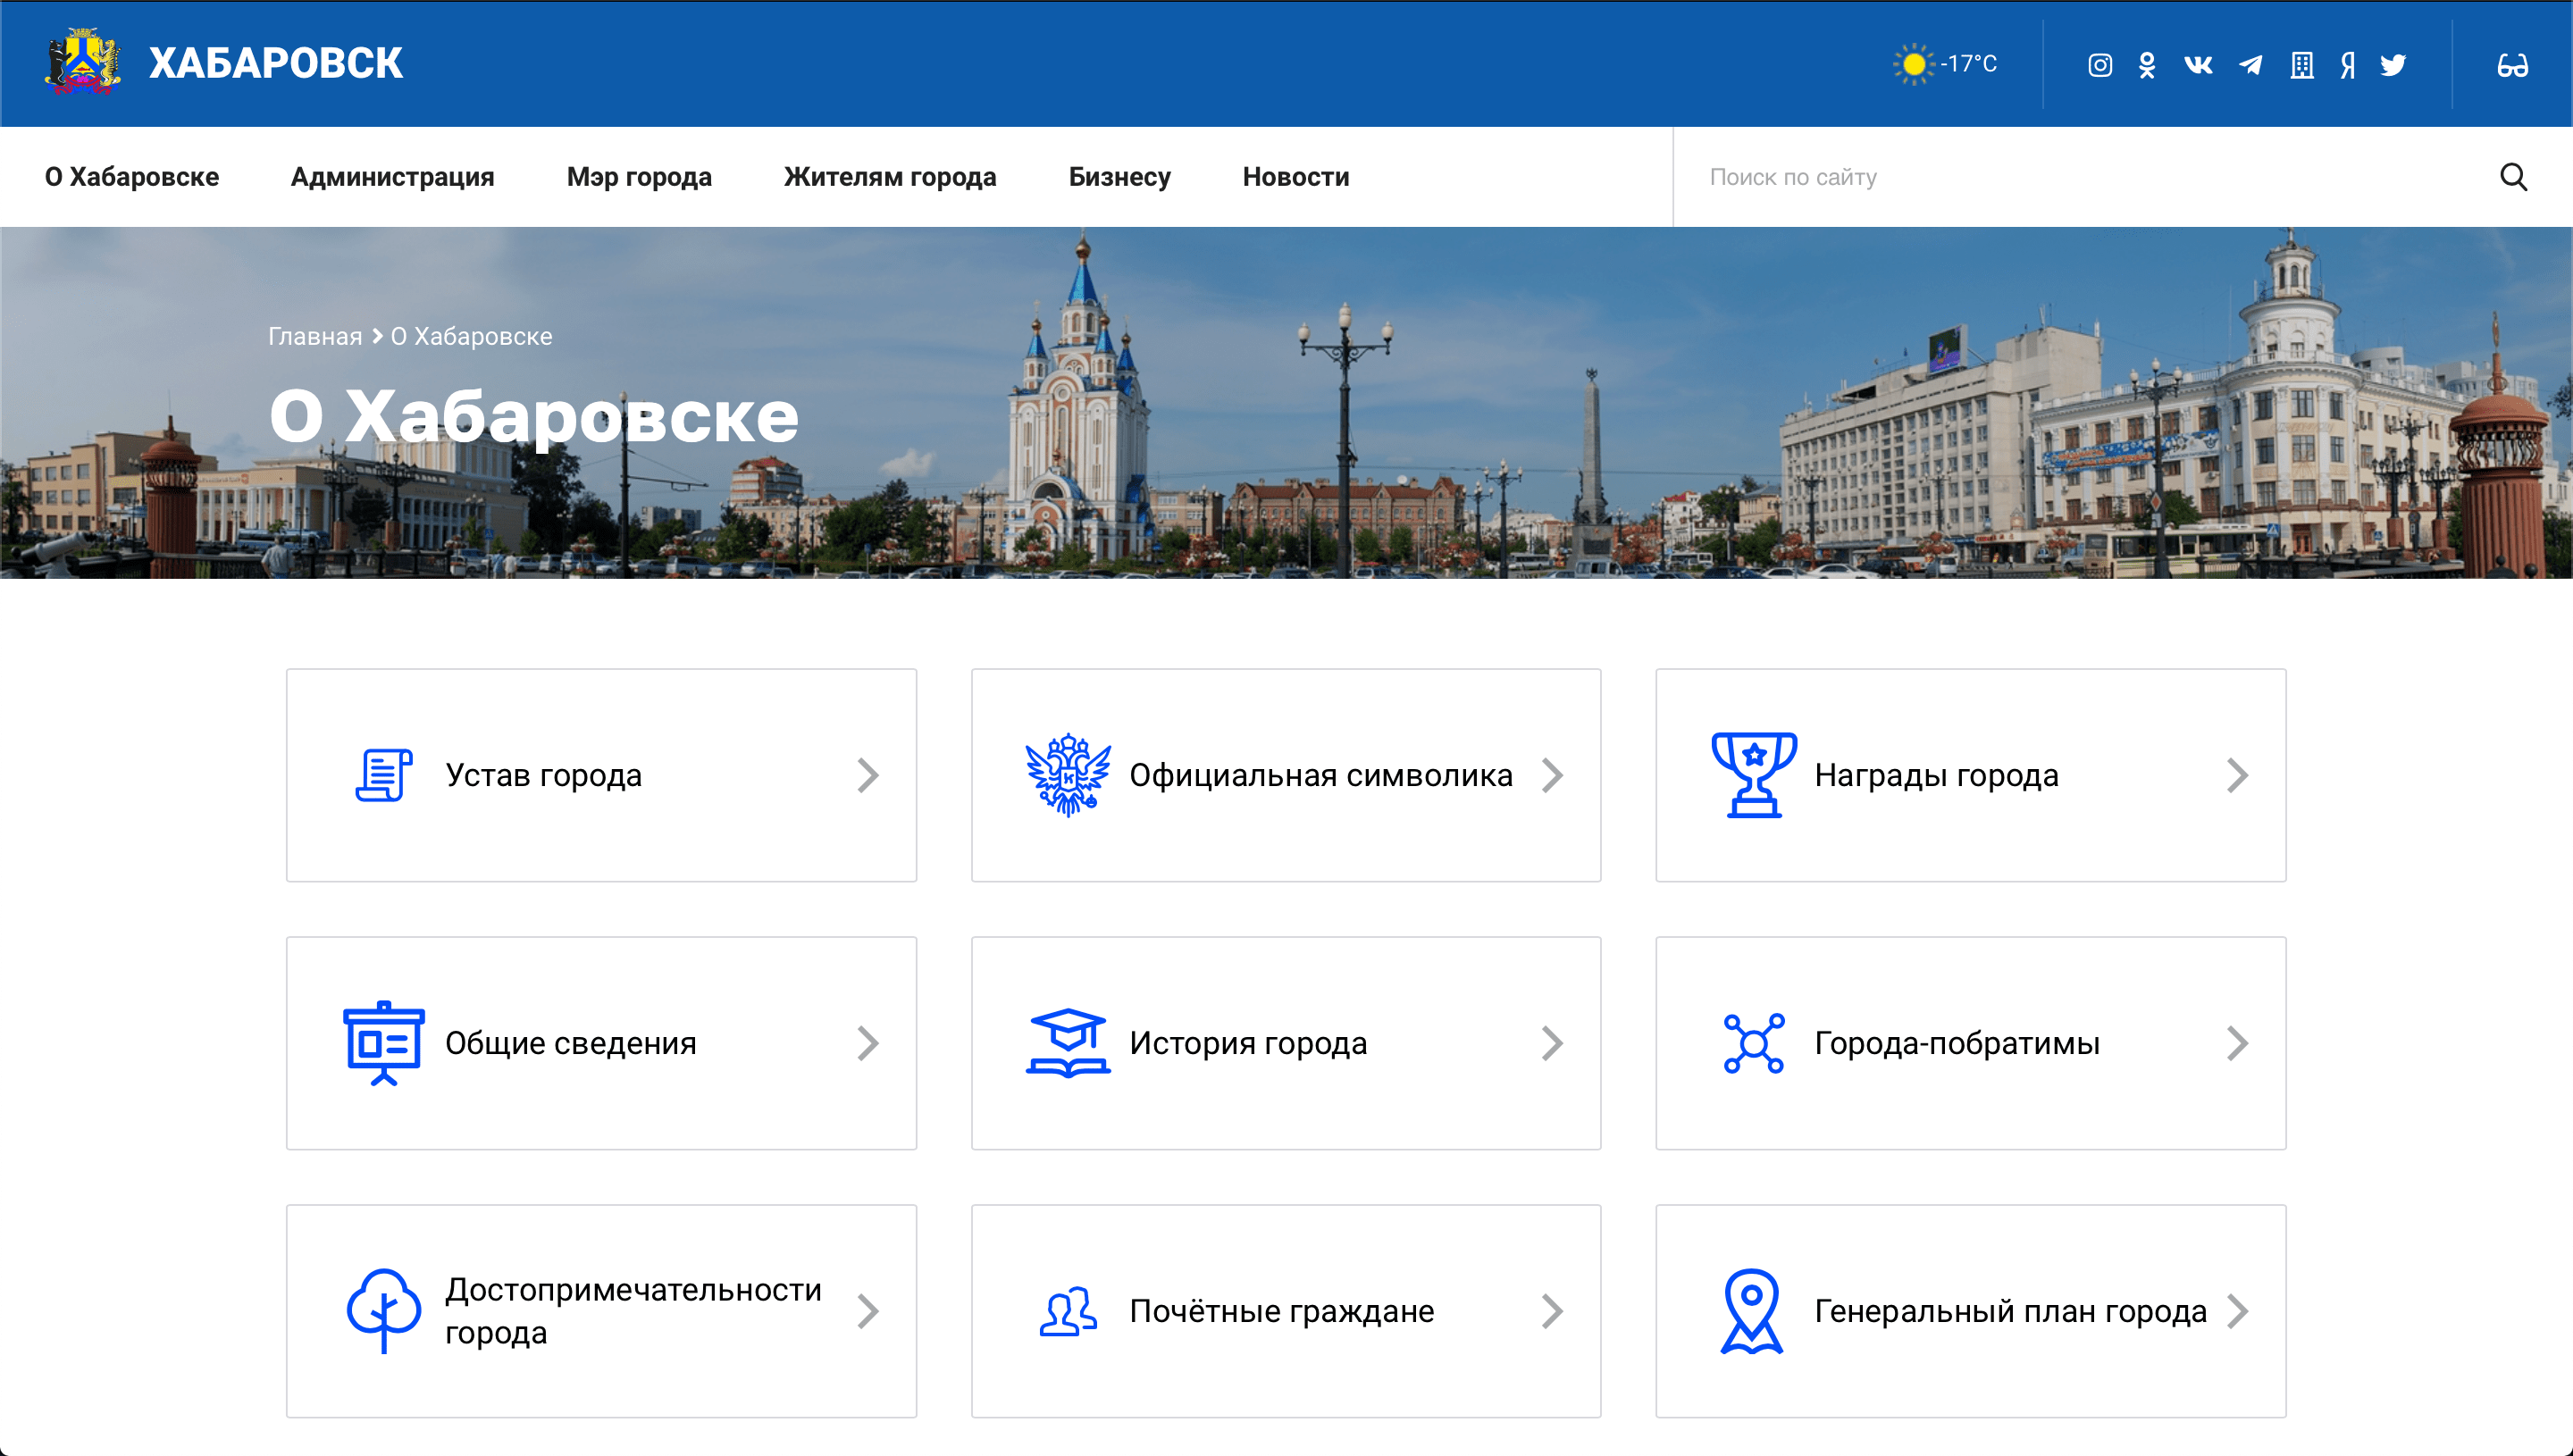 ХАБАРОВСК
-17°C
О Хабаровске
Администрация
Мэр города
Жителям города
Бизнесу
Новости
Поиск по сайту
Главная > О Хабаровске
О Хабаровске
Устав города
Официальная символика
Награды города
Общие сведения
История города
Города-побратимы
Достопримечательности
города
Почётные граждане
Генеральный план города